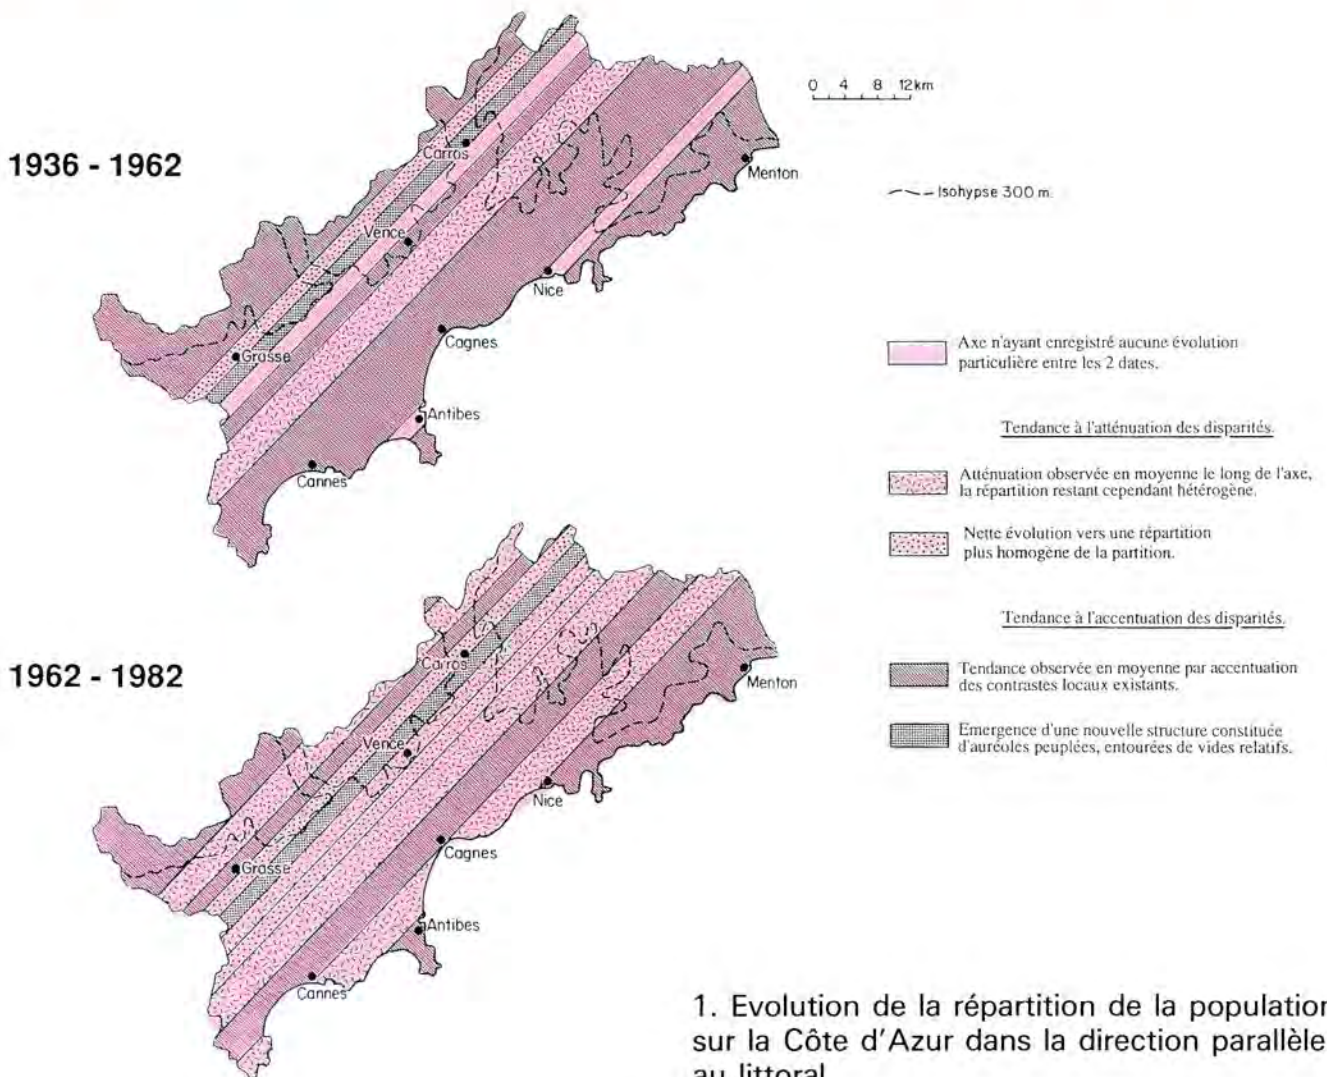 1936 - 1962
Carros
Vence
Grasse
Menton
Nice
Cagnes
Antibes
Cannes
0 4 8 12km
Isohypse 300 m.
Axe n'ayant enregistré aucune évolution
particulière entre les 2 dates.
Tendance à l'atténuation des disparités.
Atténuation observée en moyenne le long de l'axe,
la répartition restant cependant hétérogène.
Nette évolution vers une répartition
plus homogène de la partition.
Tendance à l'accentuation des disparités.
Tendance observée en moyenne par accentuation
des contrastes locaux existants.
Emergence d'une nouvelle structure constituée
d'auréoles peuplées, entourées de vides relatifs.
1962 - 1982
Carros
Vence
Grasse
Menton
Nice
Cagnes
Antibes
Cannes
1. Evolution de la répartition de la population
sur la Côte d'Azur dans la direction parallèle
au littoral